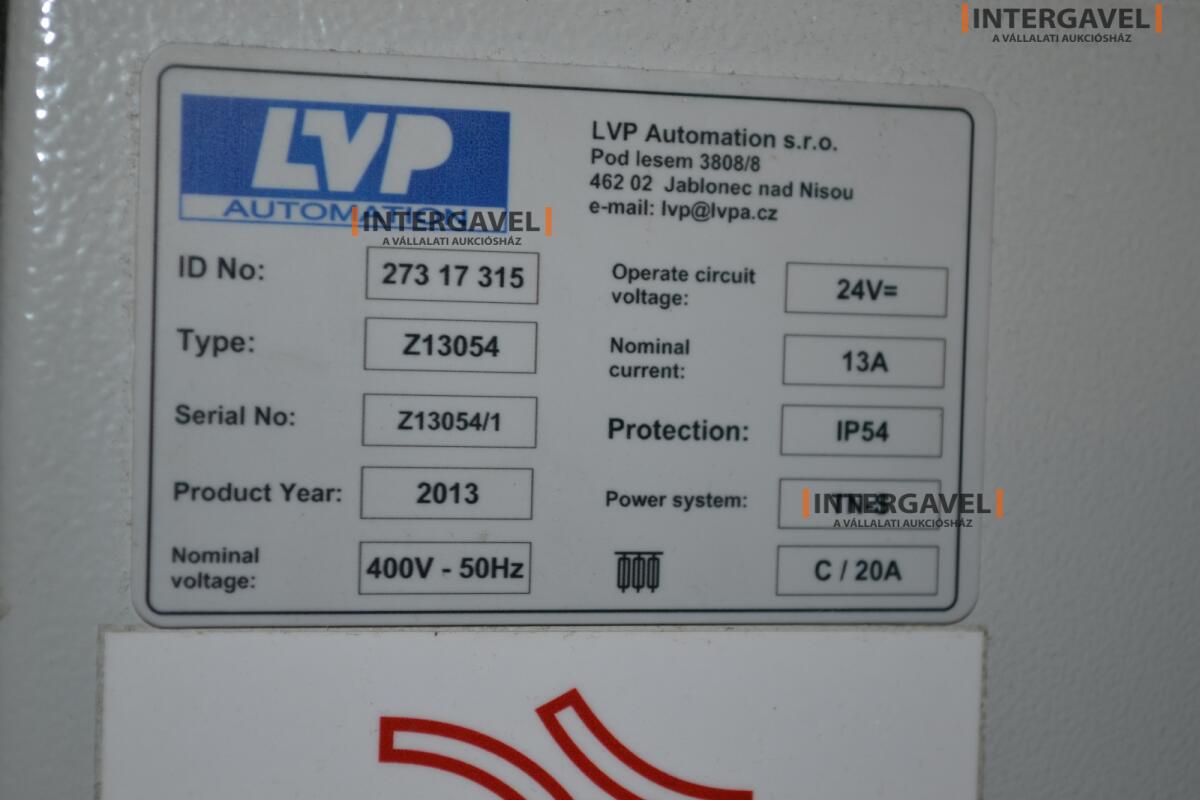 INTERGAVEL
A VÁLLALATI AUKCIÓSHÁZ
LVP
AUTOMATION
LVP Automation s.r.o.
Pod lesem 3808/8
462 02 Jablonec nad Nisou
e-mail: lvp@lvpa.cz
INTERGAVEL
A VÁLLALATI AUKCIÓSHÁZ
ID No: 273 17 315
Operate circuit
voltage: 24V=
Type: Z13054
Nominal
current: 13A
Serial No: Z13054/1
Protection: IP54
Product Year: 2013
Power system: TN-S
INTERGAVEL
A VÁLLALATI AUKCIÓSHÁZ
Nominal
voltage: 400V - 50Hz
C / 20A